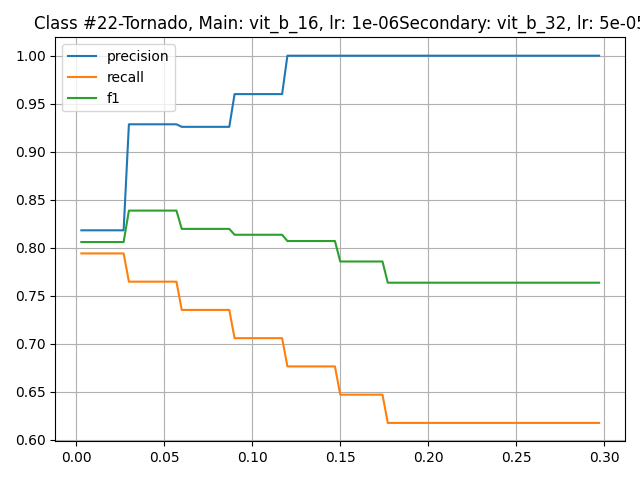 Class #22-Tornado, Main: vit_b_16, lr: 1e-06Secondary: vit_b_32, lr: 5e-05
precision
recall
f1
1.00
0.95
0.90
0.85
0.80
0.75
0.70
0.65
0.60
0.00 0.05 0.10 0.15 0.20 0.25 0.30